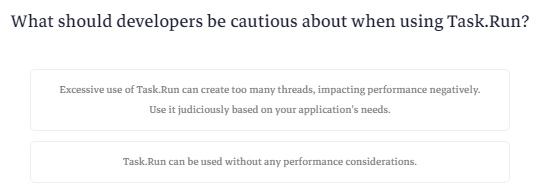 What should developers be cautious about when using Task.Run?
Excessive use of Task.Run can create too many threads, impacting performance negatively.
Use it judiciously based on your application's needs.
Task.Run can be used without any performance considerations.